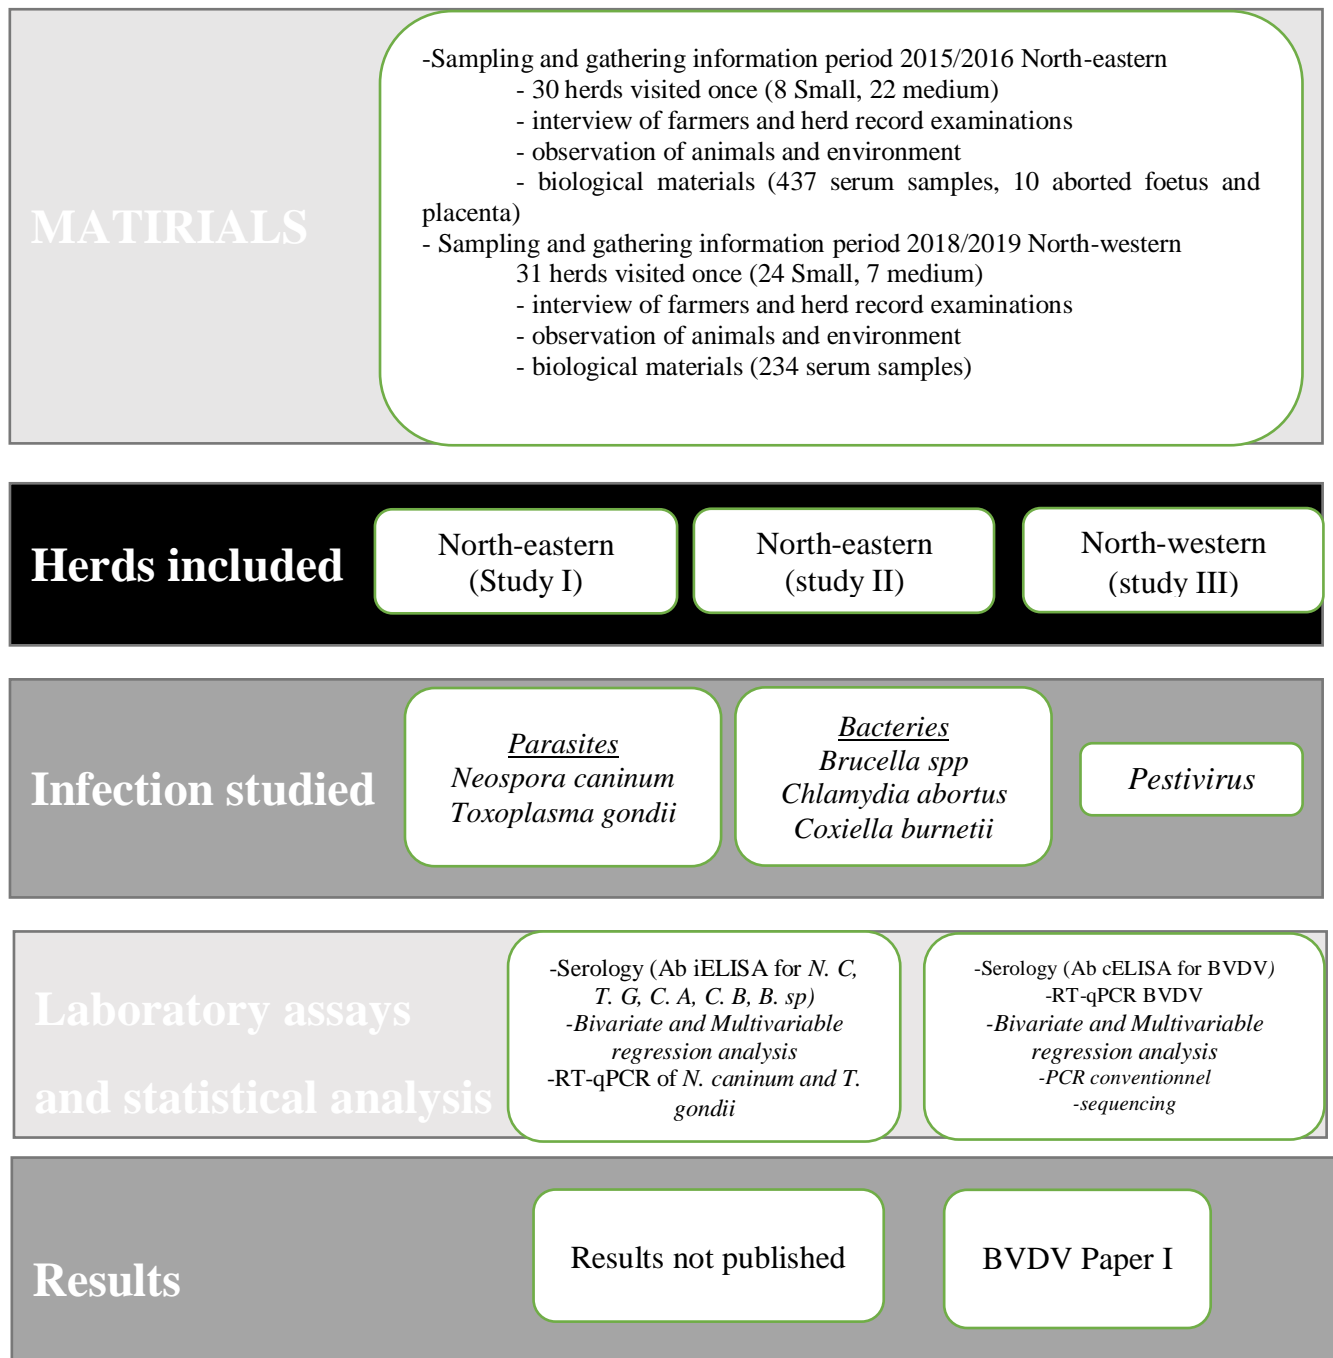 MATIRIALS
-Sampling and gathering information period 2015/2016 North-eastern
- 30 herds visited once (8 Small, 22 medium)
- interview of farmers and herd record examinations
- observation of animals and environment
- biological materials (437 serum samples, 10 aborted foetus and
placenta)
- Sampling and gathering information period 2018/2019 North-western
31 herds visited once (24 Small, 7 medium)
- interview of farmers and herd record examinations
- observation of animals and environment
- biological materials (234 serum samples)
Herds included
North-eastern
(Study I)
North-eastern
(study II)
North-western
(study III)
Infection studied
Parasites
Neospora caninum
Toxoplasma gondii
Bacteries
Brucella spp
Chlamydia abortus
Coxiella burnetii
Pestivirus
Laboratory assays
and statistical analysis
-Serology (Ab iELISA for N. C,
T. G, C. A, C. B, B. sp)
-Bivariate and Multivariable
regression analysis
-RT-qPCR of N. caninum and T.
gondii
-Serology (Ab cELISA for BVDV)
-RT-qPCR BVDV
-Bivariate and Multivariable
regression analysis
-PCR conventionnel
-sequencing
Results
Results not published
BVDV Paper I